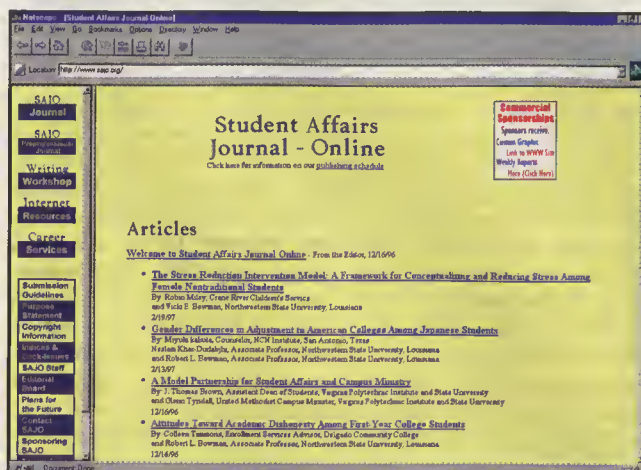 Netscape [Student Affairs Journal Online]
File Edit View Go Bookmarks Options Directory Window Help
Location: http://www.sajo.org/
SAJO
Journal
SAJO
Preprofessional
Journal
Writing
Workshop
Internet
Resources
Career
Services
Submission
Guidelines
Purpose
Statement
Copyright
Information
Indices &
Back-Issues
SAJO Staff
Editorial
Board
Plans for
the Future
Contact
SAJO
Sponsoring
SAJO
Student Affairs
Journal - Online
Click here for information on our publishing schedule
Commercial
Sponsorships
Sponsors receive.
Custom Graphic
Link to WWW Site
Weekly Reports
More (Click Here)
Articles
Welcome to Student Affairs Journal Online - From the Editor, 12/16/96
• The Stress Reduction Intervention Model: A Framework for Conceptualizing and Reducing Stress Among
Female Nontraditional Students
By Robin Miley, Crane River Children's Service
and Vicki E. Bowman, Northwestern State University, Louisiana
2/19/97
• Gender Differences in Adjustment to American Colleges Among Japanese Students
By Counselor, NCN Institute, San Antonio, Texas
Associate Professor, Northwestern State University, Louisiana
and Robert L. Bowman, Associate Professor, Northwestern State University, Louisiana
2/13/97
• A Model Partnership for Student Affairs and Campus Ministry
By J. Thomas Brown, Assistant Dean of Students, Virginia Polytechnic Institute and State University
and Glenn Tyndall, United Methodist Campus Minister, Virginia Polytechnic Institute and State University
12/16/96
• Attitudes Toward Academic Dishonesty Among First-Year College Students
By Colleen Timmons, Enrollment Services Advisor, Delgado Community College
and Robert L. Bowman, Associate Professor, Northwestern State University, Louisiana
12/16/96
Document: Done